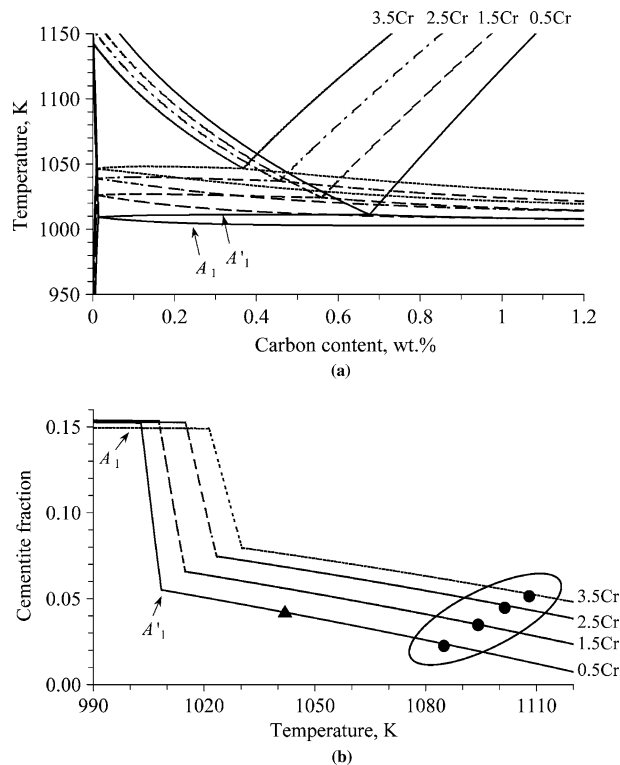 3.5Cr 2.5Cr 1.5Cr 0.5Cr
1150
1100
1050
1000
950
Temperature, K
A1
A'1
0 0.2 0.4 0.6 0.8 1 1.2
Carbon content, wt.%
(a)
0.15
0.10
0.05
0.00
Cementite fraction
A1
A'1
3.5Cr
2.5Cr
1.5Cr
0.5Cr
990 1020 1050 1080 1110
Temperature, K
(b)